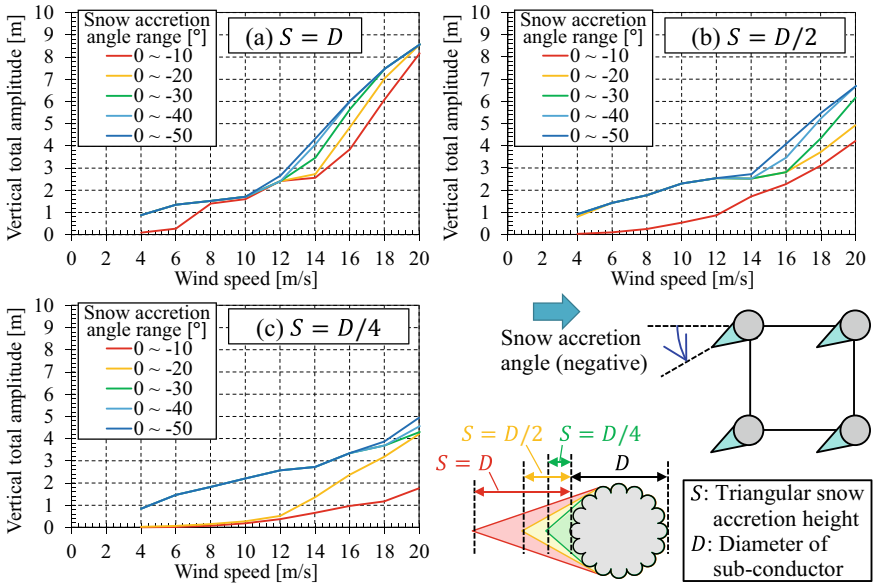 Snow accretion
angle range [°]
0 ~ -10
0 ~ -20
0 ~ -30
0 ~ -40
0 ~ -50
(a) S = D
Vertical total amplitude [m]
10
9
8
7
6
5
4
3
2
1
0
0 2 4 6 8 10 12 14 16 18 20
Wind speed [m/s]
Snow accretion
angle range [°]
0 ~ -10
0 ~ -20
0 ~ -30
0 ~ -40
0 ~ -50
(b) S = D/2
Vertical total amplitude [m]
10
9
8
7
6
5
4
3
2
1
0
0 2 4 6 8 10 12 14 16 18 20
Wind speed [m/s]
Snow accretion
angle range [°]
0 ~ -10
0 ~ -20
0 ~ -30
0 ~ -40
0 ~ -50
(c) S = D/4
Vertical total amplitude [m]
10
9
8
7
6
5
4
3
2
1
0
0 2 4 6 8 10 12 14 16 18 20
Wind speed [m/s]
Snow accretion
angle (negative)
S = D/2
S = D/4
S = D
D
S: Triangular snow
accretion height
D: Diameter of
sub-conductor